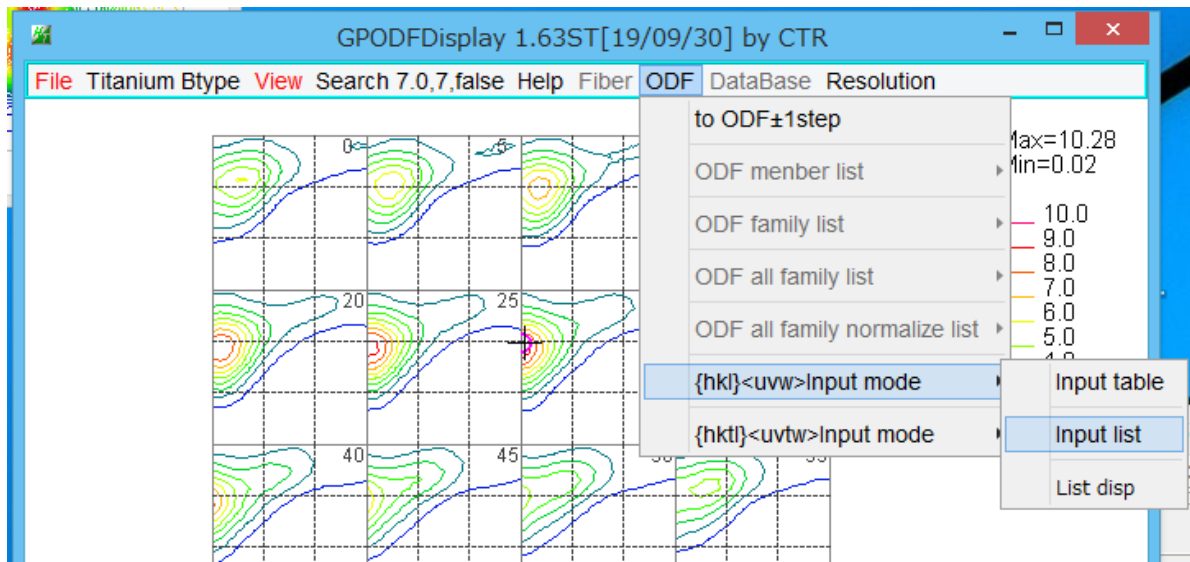 GPODFDisplay 1.63ST[19/09/30] by CTR
File Titanium Btype View Search 7.0,7,false Help Fiber ODF DataBase Resolution
to ODF±1step
ODF menber list
ODF family list
ODF all family list
ODF all family normalize list
{hkl}<uvw>Input mode
{hktl}<uvtw>Input mode
Input table
Input list
List disp
Max=10.28
Min=0.02
10.0
9.0
8.0
7.0
6.0
5.0
0
5
20
25
40
45